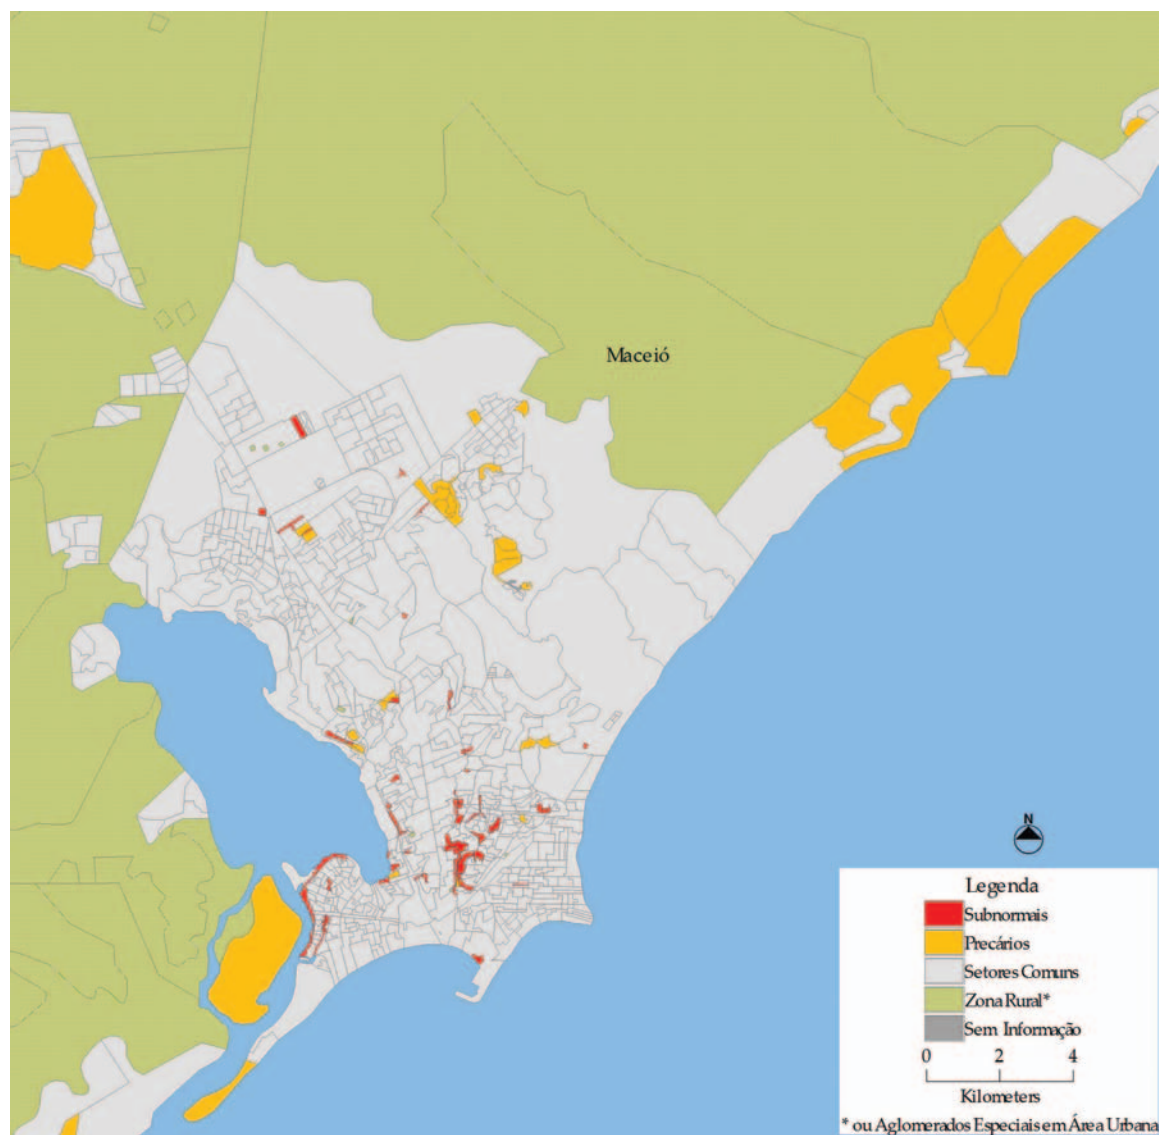 Maceió
N
Legenda
Subnormais
Precários
Setores Comuns
Zona Rural*
Sem Informação
0 2 4
Kilometers
* ou Aglomerados Especiais em Área Urbana